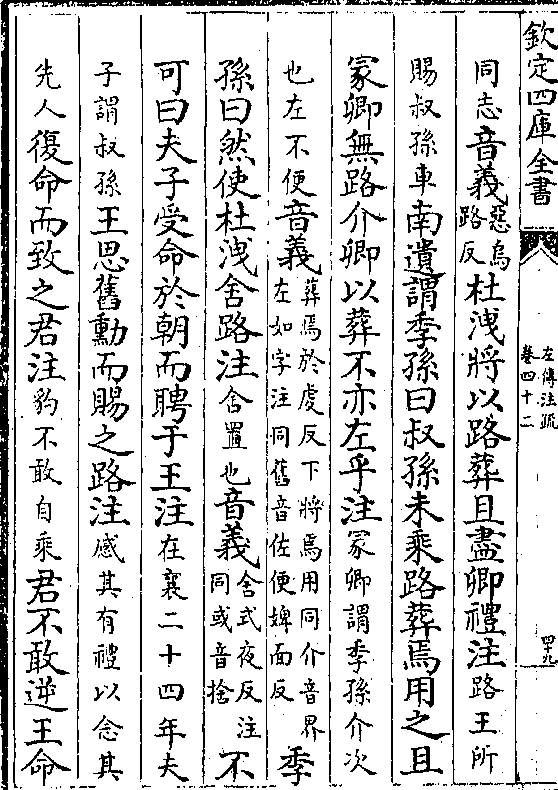 欽定四庫全書
左傳注疏
卷四十二
四十九
同志音義惡烏
路反杜洩將以路葬且盡卿禮注路王所
賜叔孫車南遺謂季孫曰叔孫未乘路葬焉用之且
冢卿無路介卿以葬不亦左乎注冢卿謂季孫介次
也左不便音義葬焉於虔反下將焉用同介音界
左如字注同舊音佐便婢面反季
孫曰然使杜洩舍路注舍置也音義舍式夜反注
同或音捨不
可曰夫子受命於朝而聘于王注在襄二十四年夫
子謂叔孫王思舊勳而賜之路注感其有禮以念其
先人復命而致之君注豹不敢自乘君不敢逆王命